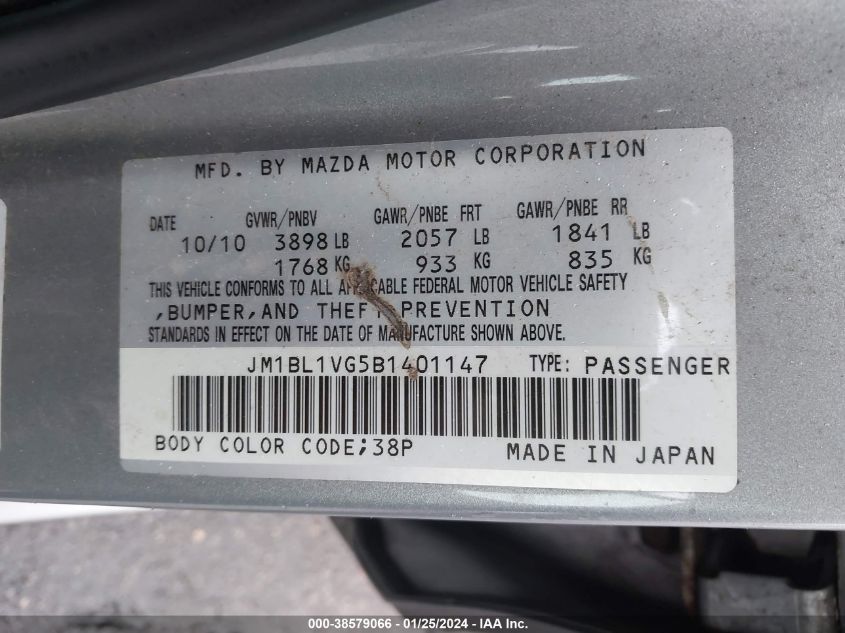 MFD. BY MAZDA MOTOR CORPORATION
DATE GVWR/PNBV GAWR/PNBE FRT GAWR/PNBE RR
10/10 3898 LB 2057 LB 1841 LB
1768 KG 933 KG 835 KG
THIS VEHICLE CONFORMS TO ALL APPLICABLE FEDERAL MOTOR VEHICLE SAFETY
,BUMPER,AND THEFT PREVENTION
STANDARDS IN EFFECT ON THE DATE OF MANUFACTURE SHOWN ABOVE.
JM1BL1VG5B1401147 TYPE: PASSENGER
BODY COLOR CODE;38P MADE IN JAPAN
000-38579066 - 01/25/2024 - IAA, Inc.